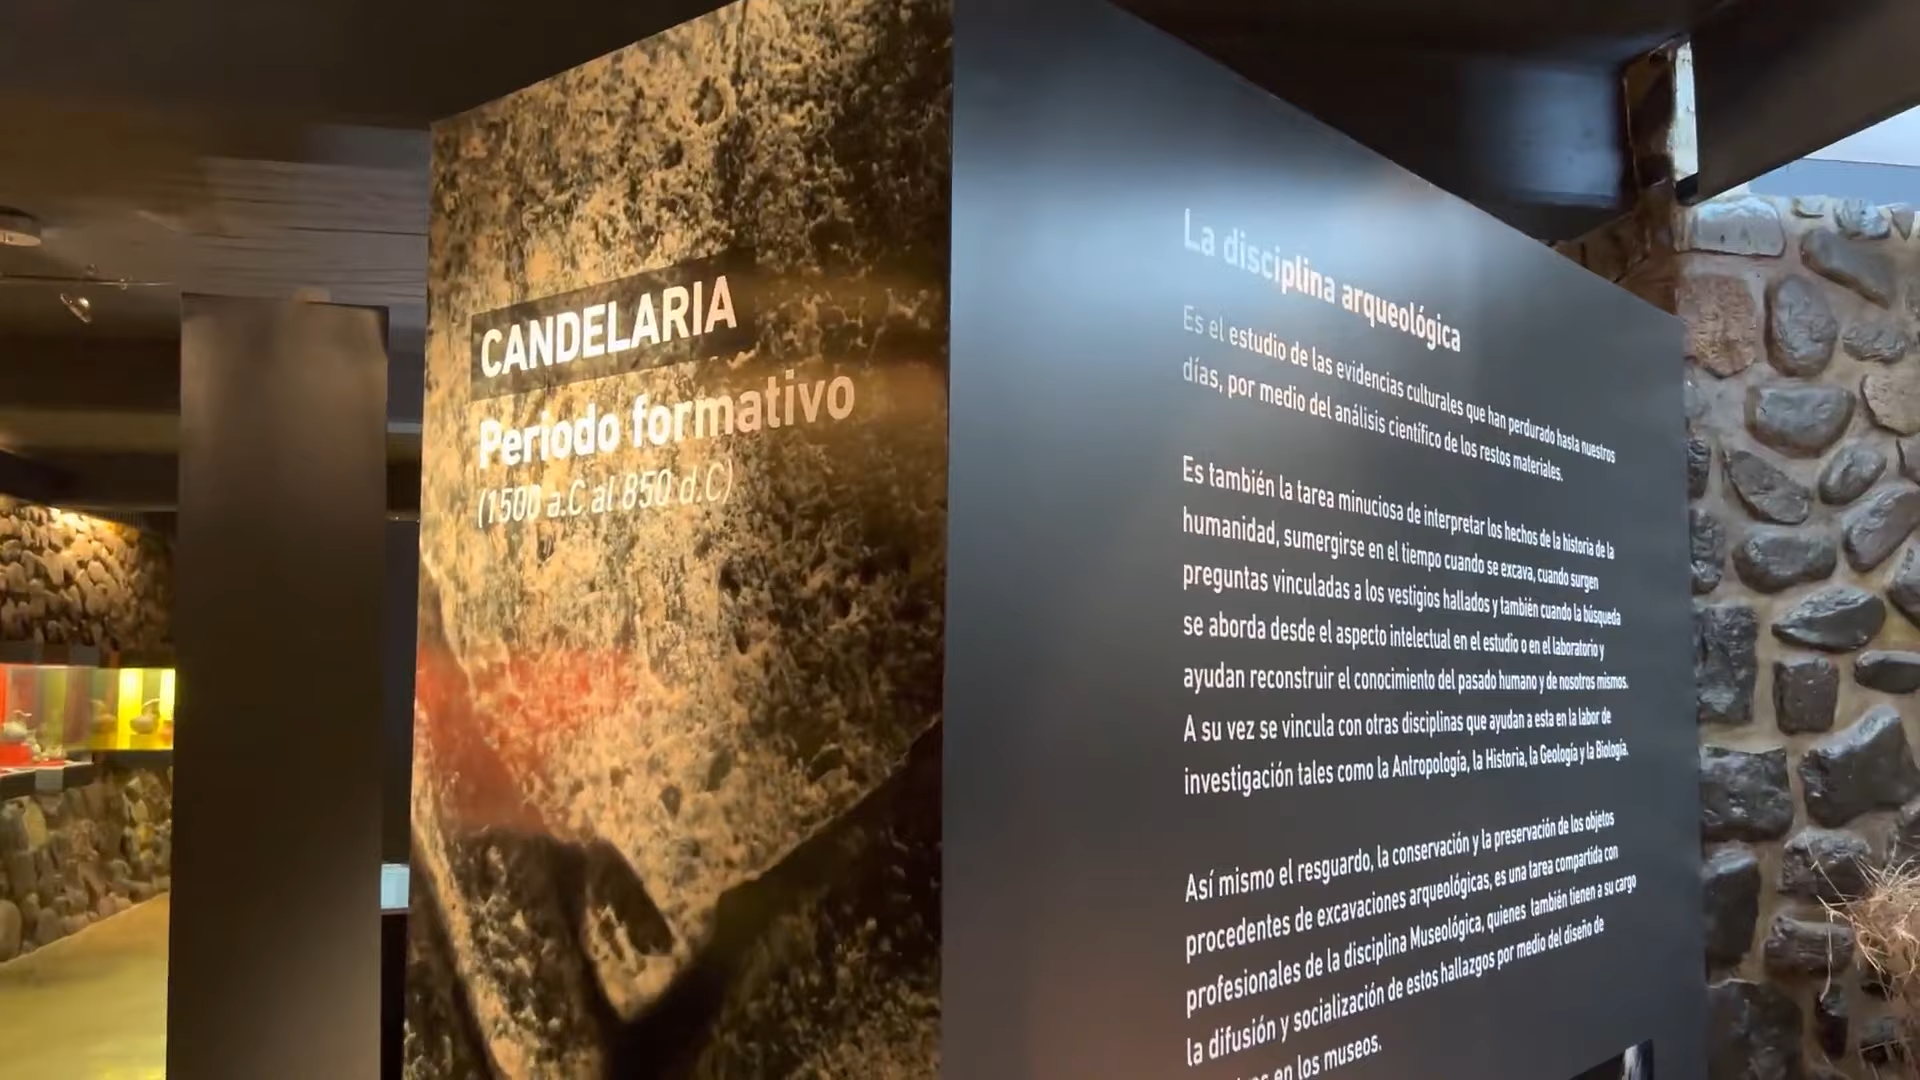 CANDELARIA
Período formativo
(1500 a.C al 850 d.C)
La disciplina arqueológica
Es el estudio de las evidencias culturales que han perdurado hasta nuestros
días, por medio del análisis científico de los restos materiales.
Es también la tarea minuciosa de interpretar los hechos de la historia de la
humanidad, sumergirse en el tiempo cuando se excava, cuando surgen
preguntas vinculadas a los vestigios hallados y también cuando la búsqueda
se aborda desde el aspecto intelectual en el estudio o en el laboratorio y
ayudan reconstruir el conocimiento del pasado humano y de nosotros mismos.
A su vez se vincula con otras disciplinas que ayudan a esta en la labor de
investigación tales como la Antropología, la Historia, la Geología y la Biología.
Así mismo el resguardo, la conservación y la preservación de los objetos
procedentes de excavaciones arqueológicas, es una tarea compartida con
profesionales de la disciplina Museológica, quienes también tienen a su cargo
la difusión y socialización de estos hallazgos por medio del diseño de
en los museos.